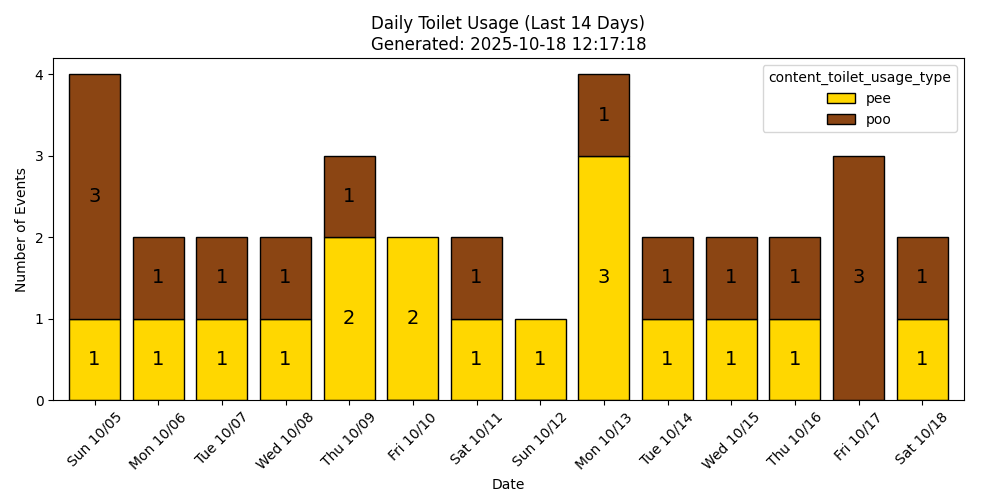 Daily Toilet Usage (Last 14 Days)
Generated: 2025-10-18 12:17:18
content_toilet_usage_type
pee
poo
Number of Events
4
3
2
1
0
3
1
1
1
1
1
1
1
1
1
2
2
1
1
1
1
3
1
1
1
1
1
1
3
1
1
Sun 10/05
Mon 10/06
Tue 10/07
Wed 10/08
Thu 10/09
Fri 10/10
Sat 10/11
Sun 10/12
Mon 10/13
Tue 10/14
Wed 10/15
Thu 10/16
Fri 10/17
Sat 10/18
Date